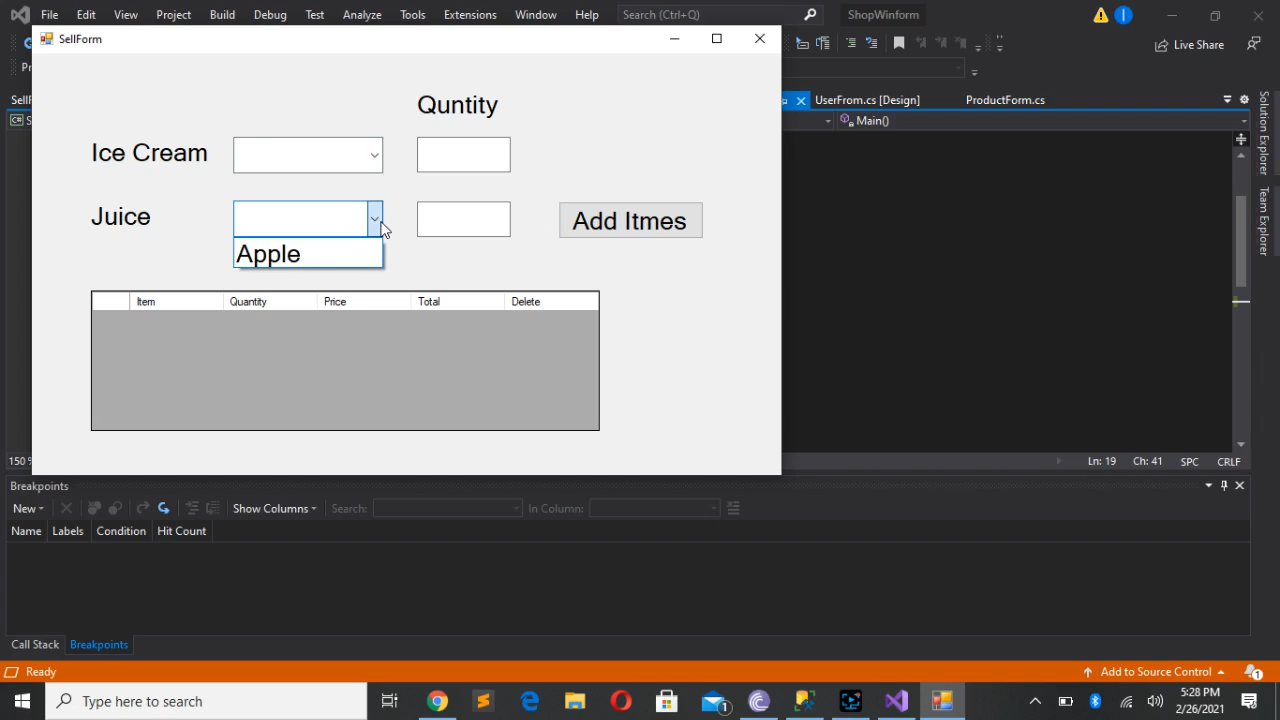 File Edit View Project Build Debug Test Analyze Tools Extensions Window Help Search (Ctrl+Q) ShopWinform
SellForm
Live Share
UserFrom.cs [Design] ProductForm.cs
Main()
Quntity
Ice Cream
Juice Add Itmes
Apple
Item Quantity Price Total Delete
Solution Explorer
Team Explorer
150 % Ln: 19 Ch: 41 SPC CRLF
Breakpoints
New Show Columns Search: In Column:
Name Labels Condition Hit Count
Call Stack Breakpoints
Ready Add to Source Control 1
Type here to search 1 5:28 PM
2/26/2021